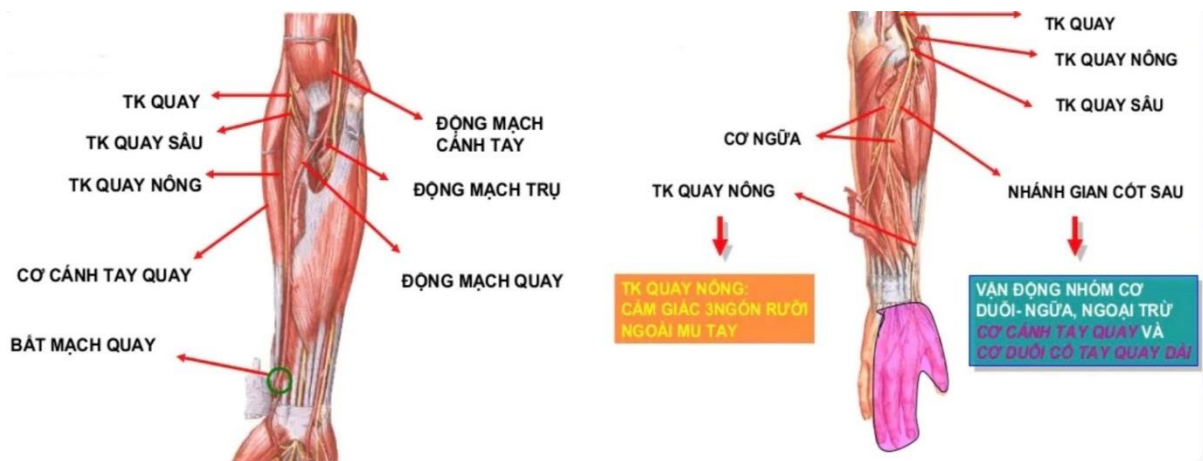 TK QUAY
TK QUAY SÂU
TK QUAY NÔNG
CƠ CÁNH TAY QUAY
BẮT MẠCH QUAY
ĐỘNG MẠCH
CÁNH TAY
ĐỘNG MẠCH TRỤ
ĐỘNG MẠCH QUAY
TK QUAY
TK QUAY NÔNG
TK QUAY SÂU
CƠ NGỮA
TK QUAY NÔNG
NHÁNH GIAN CỐT SAU
TK QUAY NÔNG:
CẢM GIÁC 3NGÓN RƯỠI
NGOÀI MU TAY
VẬN ĐỘNG NHÓM CƠ
DUỖI- NGỮA, NGOẠI TRỪ
CƠ CÁNH TAY QUAY VÀ
CƠ DUỖI CỔ TAY QUAY DÀI